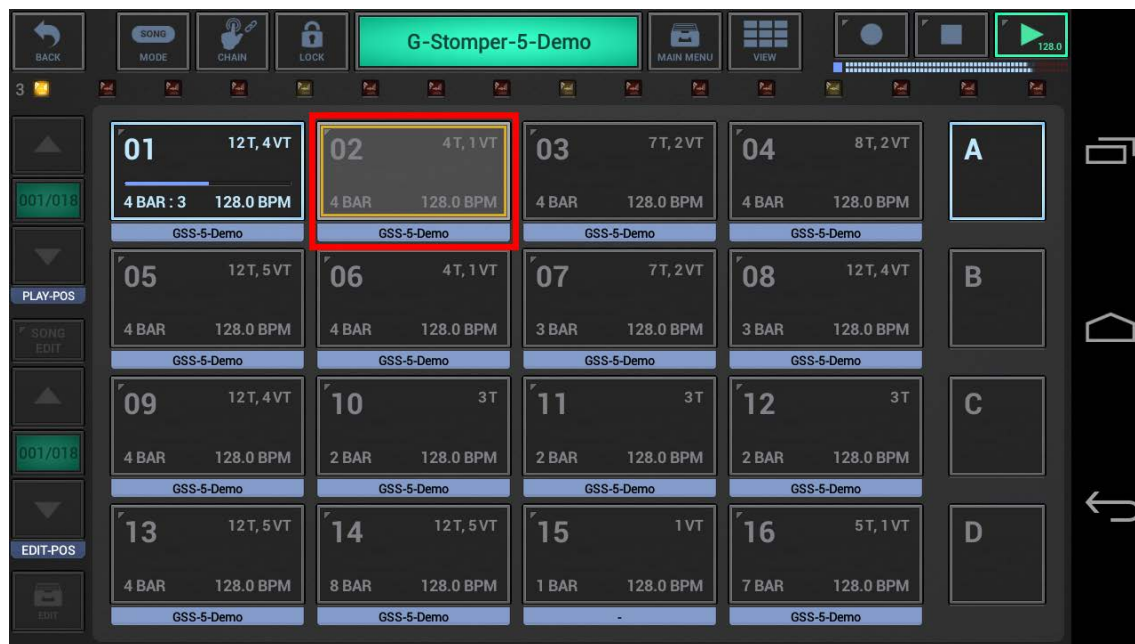 BACK
SONG
MODE
CHAIN
LOCK
G-Stomper-5-Demo
MAIN MENU
VIEW
128.0
3
01 12T, 4VT
4 BAR : 3 128.0 BPM
GSS-5-Demo
02 4T, 1VT
4 BAR 128.0 BPM
GSS-5-Demo
03 7T, 2VT
4 BAR 128.0 BPM
GSS-5-Demo
04 8T, 2VT
4 BAR 128.0 BPM
GSS-5-Demo
A
001/018
PLAY-POS
05 12T, 5VT
4 BAR 128.0 BPM
GSS-5-Demo
06 4T, 1VT
4 BAR 128.0 BPM
GSS-5-Demo
07 7T, 2VT
3 BAR 128.0 BPM
GSS-5-Demo
08 12T, 4VT
3 BAR 128.0 BPM
GSS-5-Demo
B
SONG
EDIT
09 12T, 4VT
4 BAR 128.0 BPM
GSS-5-Demo
10 3T
2 BAR 128.0 BPM
GSS-5-Demo
11 3T
2 BAR 128.0 BPM
GSS-5-Demo
12 3T
2 BAR 128.0 BPM
GSS-5-Demo
C
001/018
EDIT-POS
13 12T, 5VT
4 BAR 128.0 BPM
GSS-5-Demo
14 12T, 5VT
8 BAR 128.0 BPM
GSS-5-Demo
15 1VT
1 BAR 128.0 BPM
-
16 5T, 1VT
7 BAR 128.0 BPM
GSS-5-Demo
D
EDIT